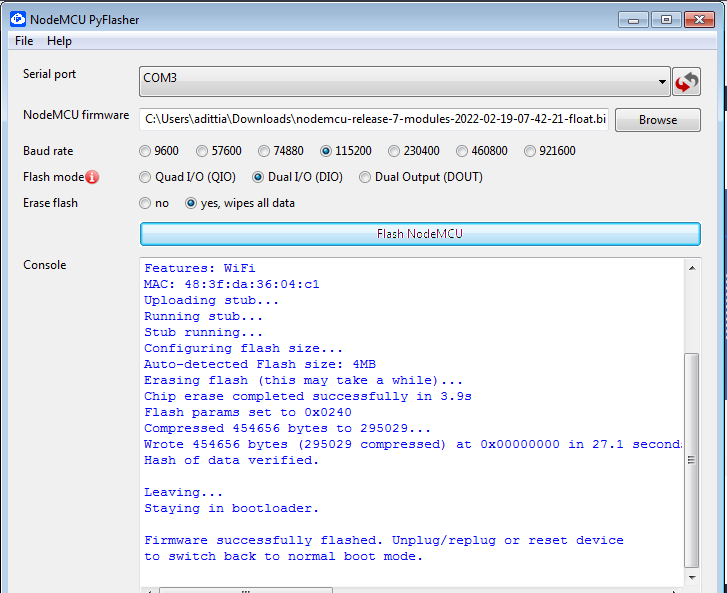 NodeMCU PyFlasher
File Help
Serial port COM3
NodeMCU firmware C:\Users\adittia\Downloads\nodemcu-release-7-modules-2022-02-19-07-42-21-float.bi Browse
Baud rate 9600 57600 74880 115200 230400 460800 921600
Flash mode Quad I/O (QIO) Dual I/O (DIO) Dual Output (DOUT)
Erase flash no yes, wipes all data
Flash NodeMCU
Console
Features: WiFi
MAC: 48:3f:da:36:04:c1
Uploading stub...
Running stub...
Stub running...
Configuring flash size...
Auto-detected Flash size: 4MB
Erasing flash (this may take a while)...
Chip erase completed successfully in 3.9s
Flash params set to 0x0240
Compressed 454656 bytes to 295029...
Wrote 454656 bytes (295029 compressed) at 0x00000000 in 27.1 second
Hash of data verified.
Leaving...
Staying in bootloader.
Firmware successfully flashed. Unplug/replug or reset device
to switch back to normal boot mode.